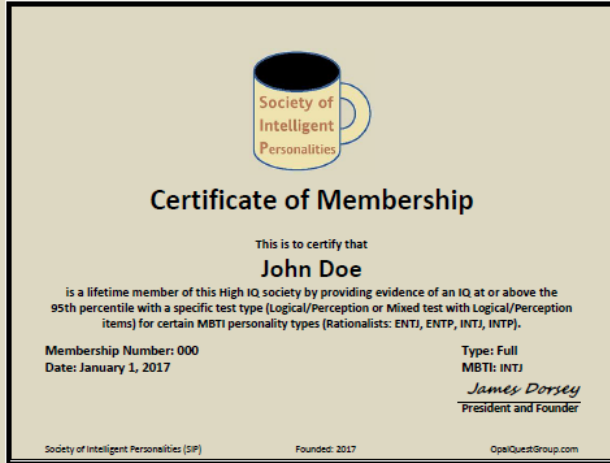 Society of
Intelligent
Personalities
Certificate of Membership
This is to certify that
John Doe
is a lifetime member of this High IQ society by providing evidence of an IQ at or above the
95th percentile with a specific test type (Logical/Perception or Mixed test with Logical/Perception
items) for certain MBTI personality types (Rationalists: ENTJ, ENTP, INTJ, INTP).
Membership Number: 000
Type: Full
Date: January 1, 2017
MBTI: INTJ
James Dorsey
President and Founder
Society of Intelligent Personalities (SIP)
Founded: 2017
OpalQuestGroup.com